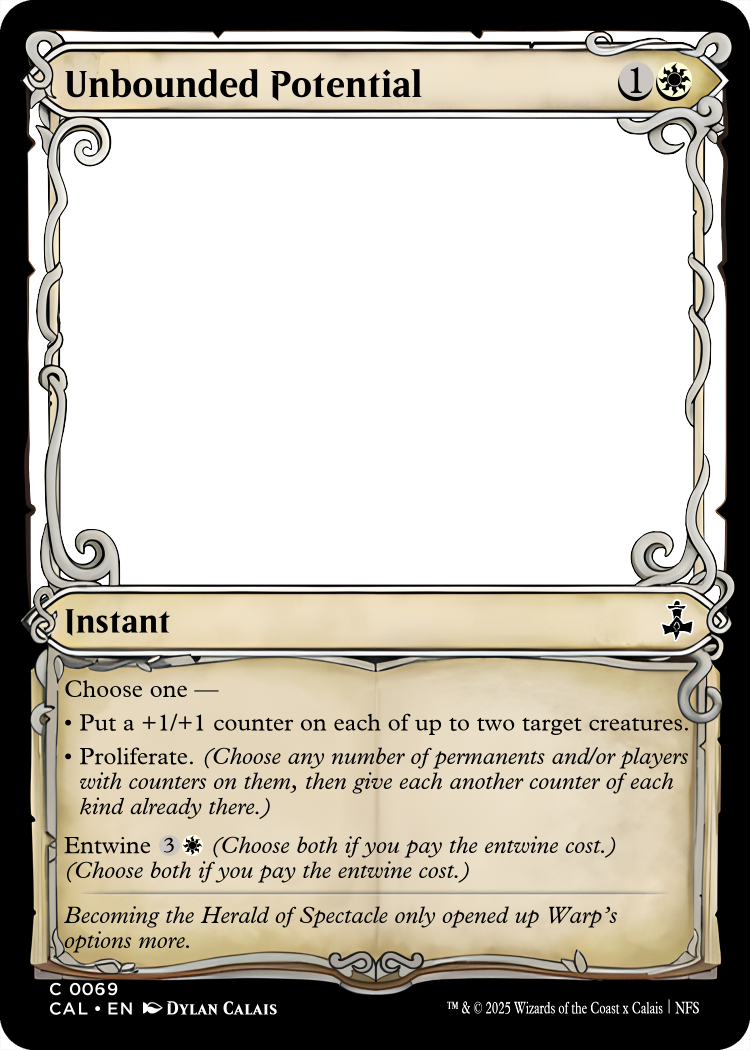 Unbounded Potential 1
Instant
Choose one —
• Put a +1/+1 counter on each of up to two target creatures.
• Proliferate. (Choose any number of permanents and/or players
with counters on them, then give each another counter of each
kind already there.)
Entwine 3 (Choose both if you pay the entwine cost.)
(Choose both if you pay the entwine cost.)
Becoming the Herald of Spectacle only opened up Warp's
options more.
C 0069
CAL • EN DYLAN CALAIS ™ & © 2025 Wizards of the Coast x Calais | NFS